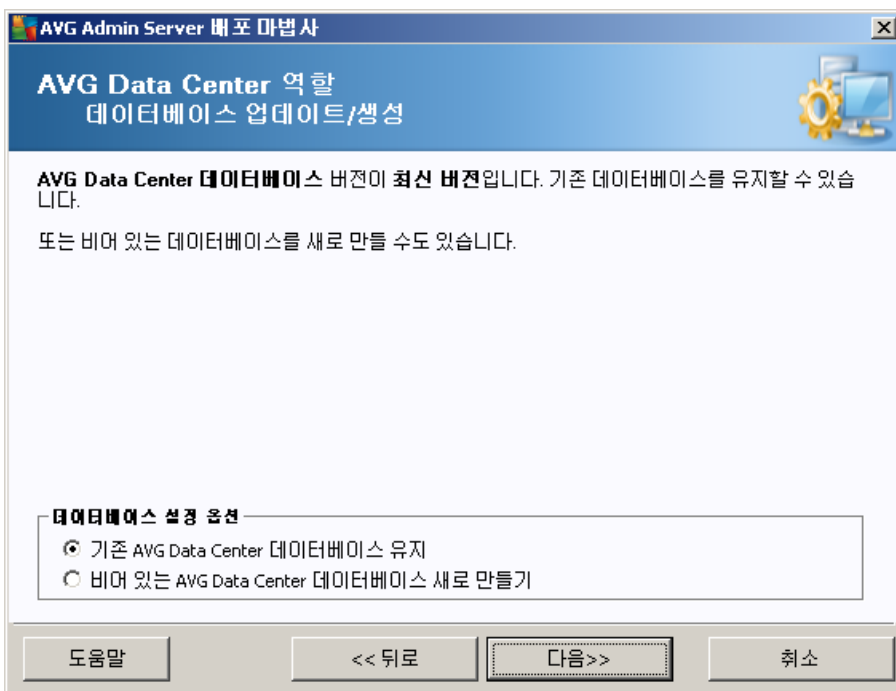 AVG Admin Server 배포 마법사
AVG Data Center 역할
데이터베이스 업데이트/생성
AVG Data Center 데이터베이스 버전이 최신 버전입니다. 기존 데이터베이스를 유지할 수 있습
니다.
또는 비어 있는 데이터베이스를 새로 만들 수도 있습니다.
데이터베이스 설정 옵션
기존 AVG Data Center 데이터베이스 유지
비어 있는 AVG Data Center 데이터베이스 새로 만들기
도움말
<< 뒤로
다음>>
취소